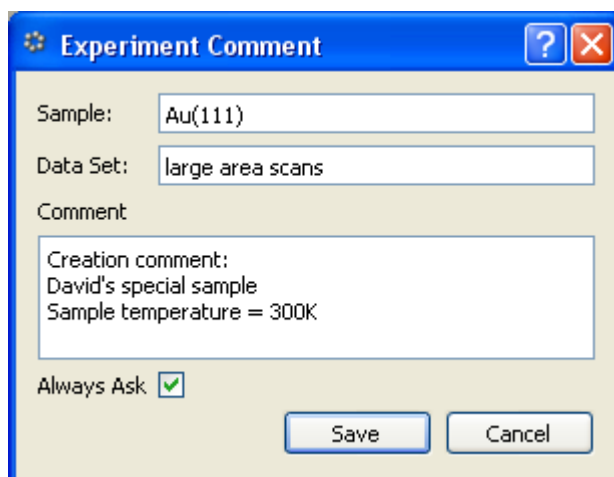 Experiment Comment
Sample: Au(111)
Data Set: large area scans
Comment
Creation comment:
David's special sample
Sample temperature = 300K
Always Ask
Save Cancel